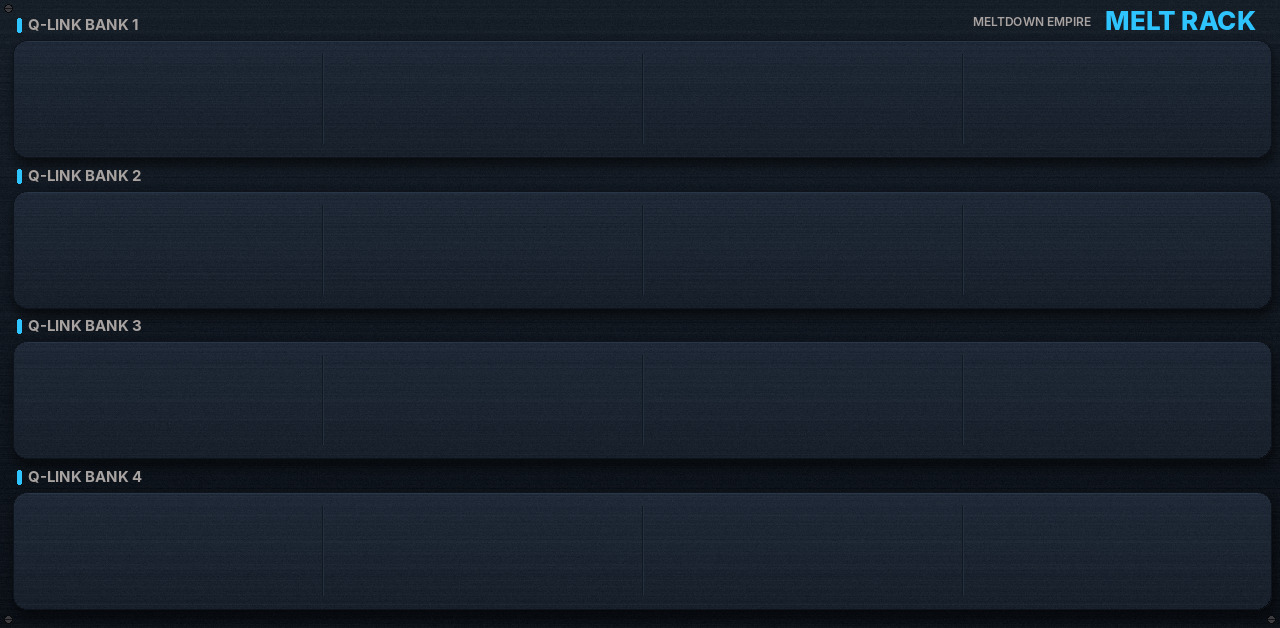 Q-LINK BANK 1
MELTDOWN EMPIRE MELT RACK
Q-LINK BANK 2
Q-LINK BANK 3
Q-LINK BANK 4